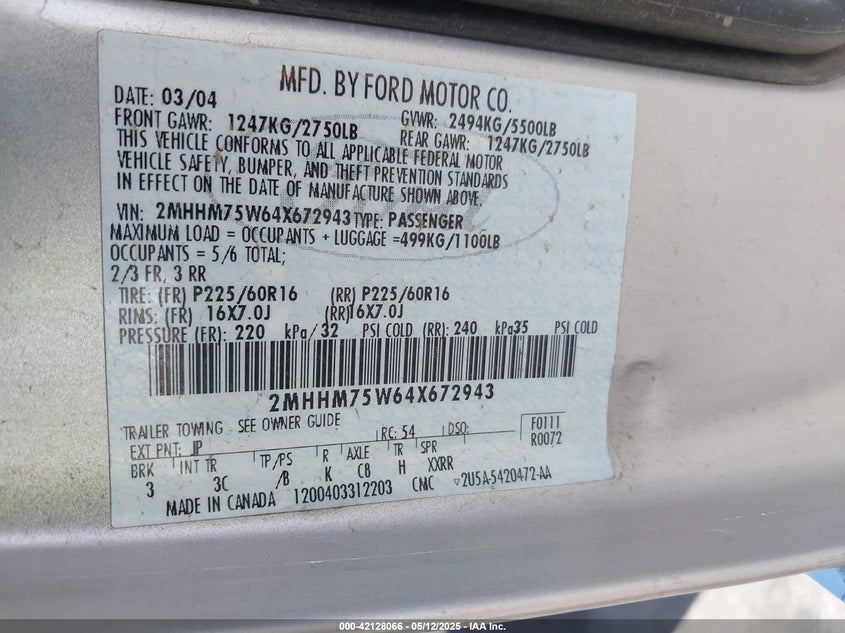 MFD. BY FORD MOTOR CO.
DATE: 03/04 GVWR: 2494KG/5500LB
FRONT GAWR: 1247KG/2750LB REAR GAWR: 1247KG/2750LB
THIS VEHICLE CONFORMS TO ALL APPLICABLE FEDERAL MOTOR
VEHICLE SAFETY, BUMPER, AND THEFT PREVENTION STANDARDS
IN EFFECT ON THE DATE OF MANUFACTURE SHOWN ABOVE.
VIN: 2MHHM75W64X672943 TYPE: PASSENGER
MAXIMUM LOAD = OCCUPANTS + LUGGAGE =499KG/1100LB
OCCUPANTS = 5/6 TOTAL;
2/3 FR, 3 RR
TIRE: (FR) P225/60R16 (RR) P225/60R16
RIMS: (FR) 16X7.0J (RR)16X7.0J
PRESSURE (FR): 220 kPa/32 PSI COLD (RR): 240 kPa35 PSI COLD
2MHHM75W64X672943
TRAILER TOWING - SEE OWNER GUIDE
EXT PNT: JP RC: 54 DSO: F0111
R0072
BRK INT TR TP/PS R AXLE TR SPR
3 3C /B K C8 H XXRR
MADE IN CANADA 1200403312203 CMC ▽2U5A-5420472-AA
000-42128066 - 05/12/2025 - IAA Inc.